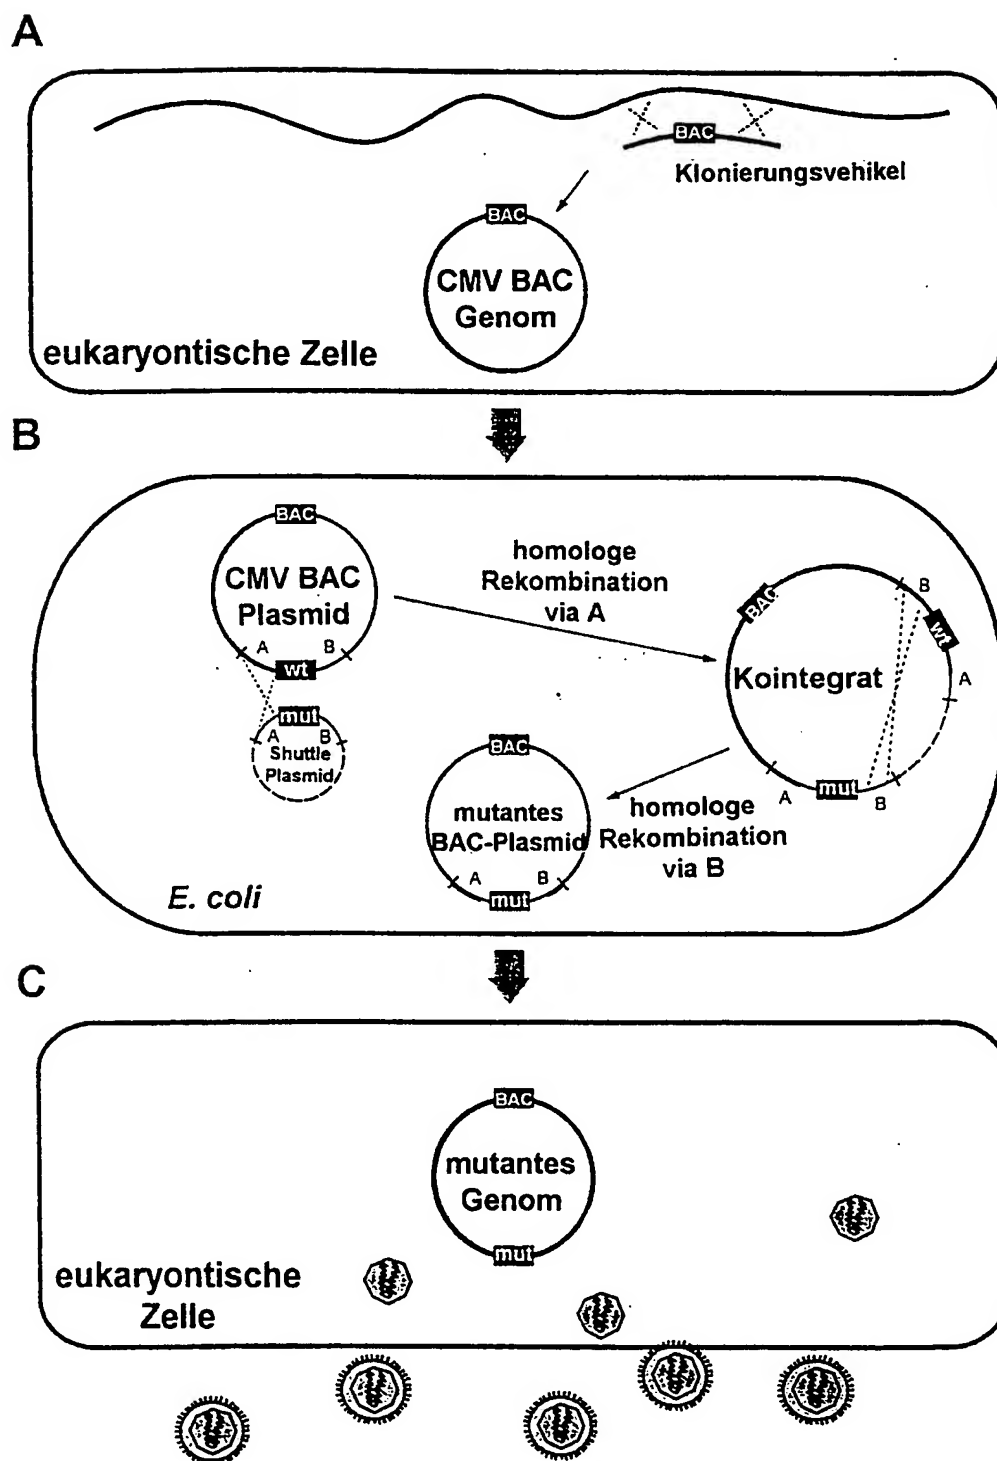 A
BAC
Klonierungsvehikel
BAC
CMV BAC
Genom
eukaryontische Zelle
B
BAC
CMV BAC
Plasmid
A
B
wt
mut
A
B
Shuttle
Plasmid
homologe
Rekombination
via A
BAC
B
wt
A
Kointegrat
A
mut
B
BAC
mutantes
BAC-Plasmid
A
B
mut
homologe
Rekombination
via B
E. coli
C
BAC
mutantes
Genom
mut
eukaryontische
Zelle